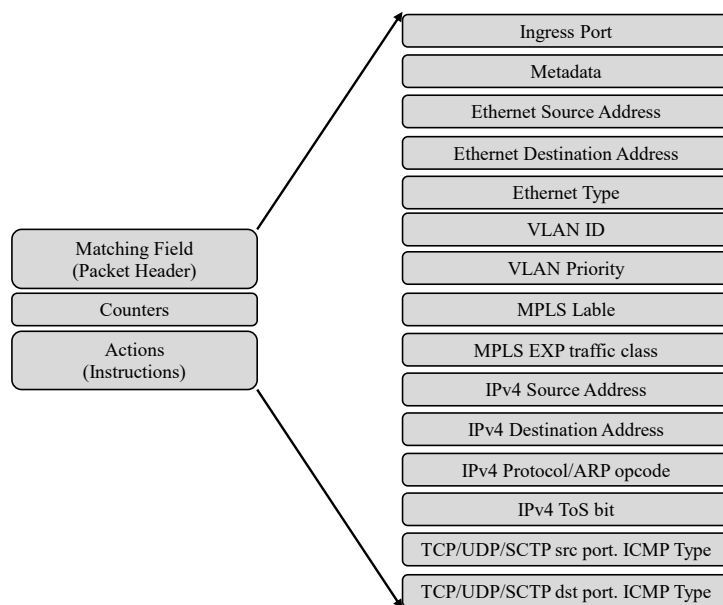 Matching Field
(Packet Header)
Counters
Actions
(Instructions)
Ingress Port
Metadata
Ethernet Source Address
Ethernet Destination Address
Ethernet Type
VLAN ID
VLAN Priority
MPLS Lable
MPLS EXP traffic class
IPv4 Source Address
IPv4 Destination Address
IPv4 Protocol/ARP opcode
IPv4 ToS bit
TCP/UDP/SCTP src port. ICMP Type
TCP/UDP/SCTP dst port. ICMP Type